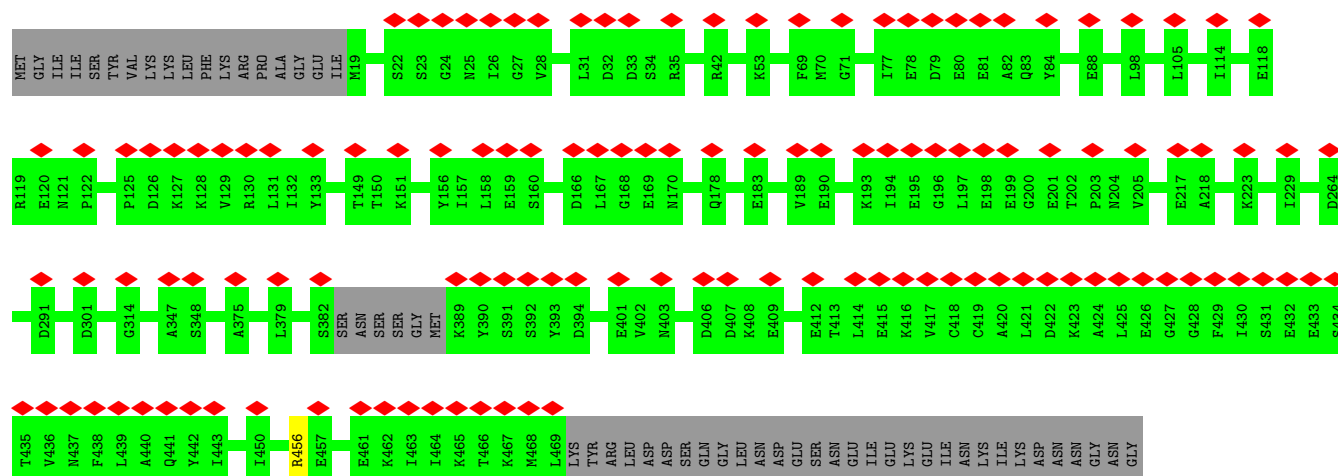 MET GLY ILE ILE SER TYR VAL LYS LYS LEU PHE LYS ARG PRO ALA GLY GLU ILE M19 S22 S23 G24 N25 I26 G27 V28 L31 D32 D33 S34 R35 R42 K53 F69 M70 G71 I77 E78 D79 E80 E81 A82 Q83 Y84 E88 L98 L105 I114 E118
R119 E120 N121 P122 P125 D126 K127 K128 V129 R130 L131 I132 Y133 T149 T150 K151 Y156 I157 L158 E159 S160 D166 L167 G168 E169 N170 Q178 E183 V189 E190 K193 I194 E195 G196 L197 E198 E199 G200 E201 T202 P203 N204 V205 E217 A218 K223 I229 D264
D291 D301 G314 A347 S348 A375 L379 S382 SER ASN SER SER GLY MET K389 Y390 S391 S392 Y393 D394 E401 V402 N403 D406 D407 K408 E409 E412 T413 L414 E415 K416 V417 C418 C419 A420 L421 D422 K423 A424 L425 E426 G427 G428 F429 I430 S431 E432 E433 S434
T435 V436 N437 F438 L439 A440 Q441 Y442 I443 I450 R456 E457 E461 K462 I463 I464 K465 T466 K467 M468 L469 LYS TYR ARG LEU ASP ASP SER GLN GLY LEU ASN ASP GLU SER ASN GLU ILE GLU LYS GLU ILE ASN LYS ILE LYS ASP ASN ASN GLY ASN GLY